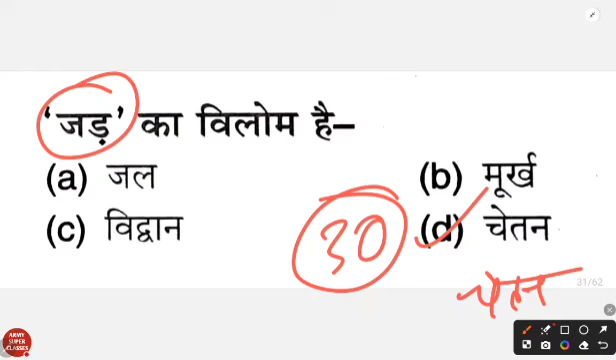 'जड़' का विलोम है–
(a) जल (b) मूर्ख
(c) विद्वान (d) चेतन
30
चेतन
31/62
ARMY
SUPER
CLASSES